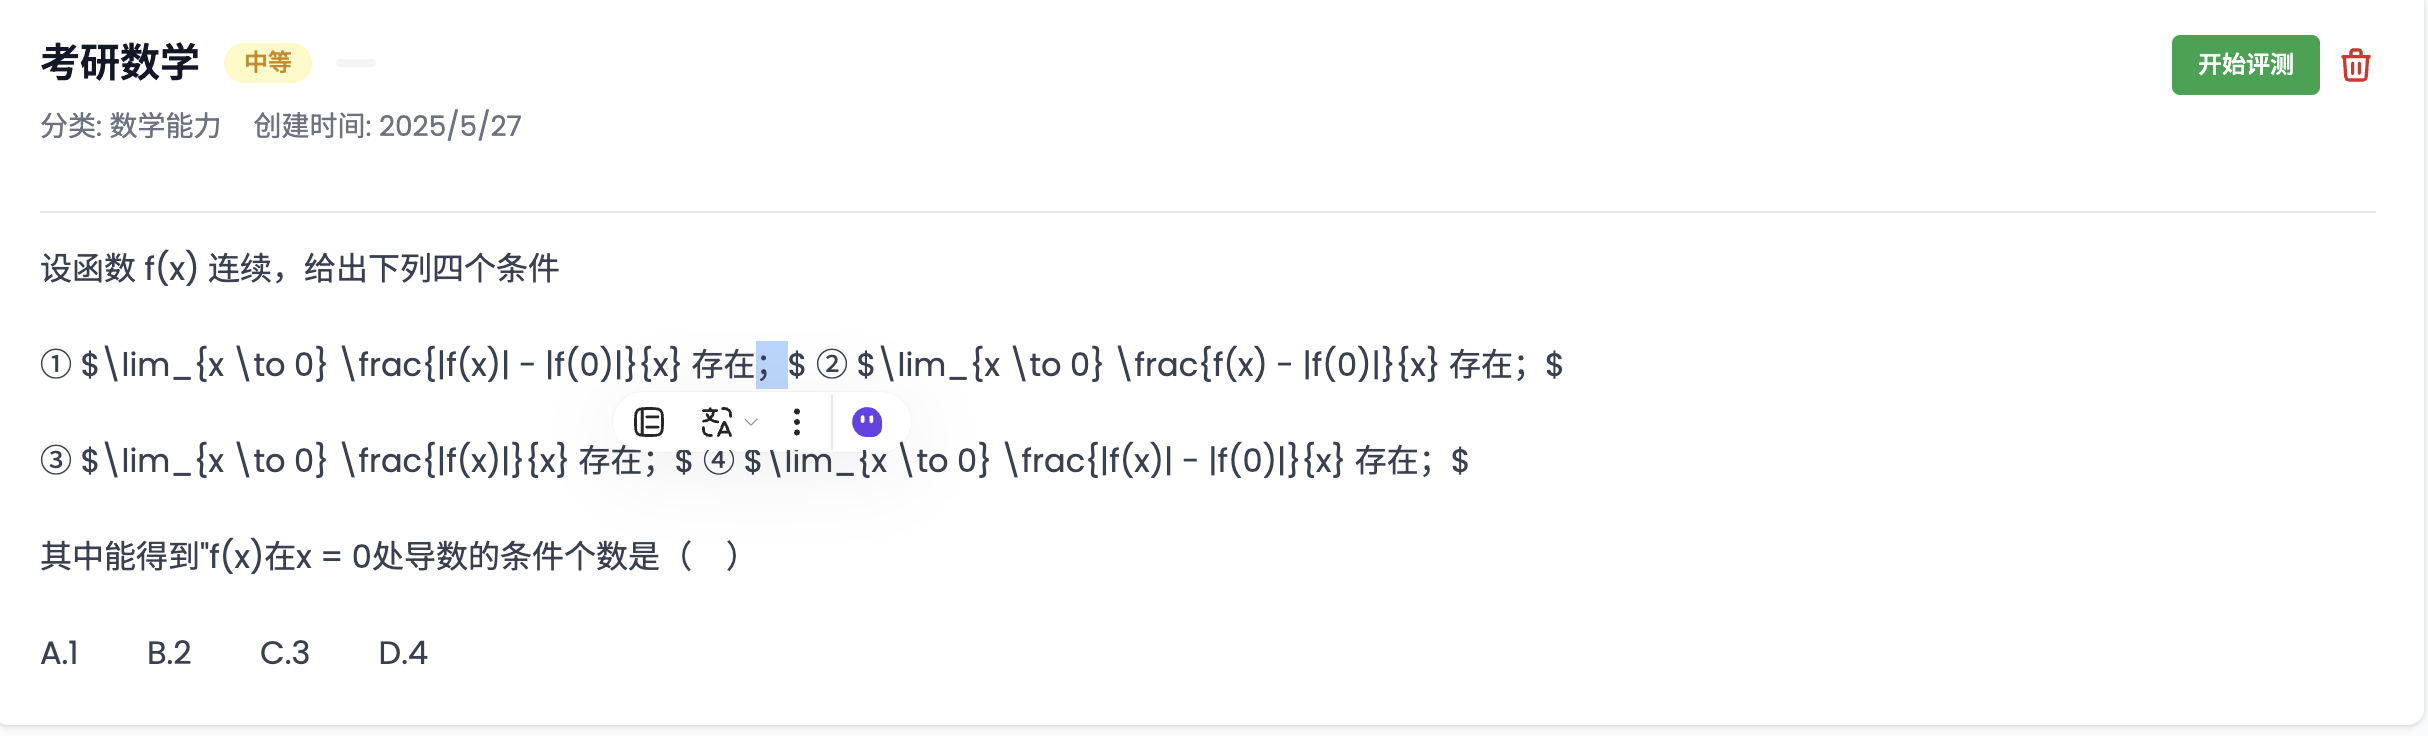 考研数学 中等 开始评测
分类: 数学能力 创建时间: 2025/5/27
设函数 f(x) 连续，给出下列四个条件
① $\lim_{x \to 0} \frac{|f(x)| - |f(0)|}{x} 存在；$ ② $\lim_{x \to 0} \frac{f(x) - |f(0)|}{x} 存在；$
③ $\lim_{x \to 0} \frac{|f(x)|}{x} 存在；$ ④ $\lim_{x \to 0} \frac{|f(x)| - |f(0)|}{x} 存在；$
其中能得到"f(x)在x = 0处导数的条件个数是（　）
A.1 B.2 C.3 D.4